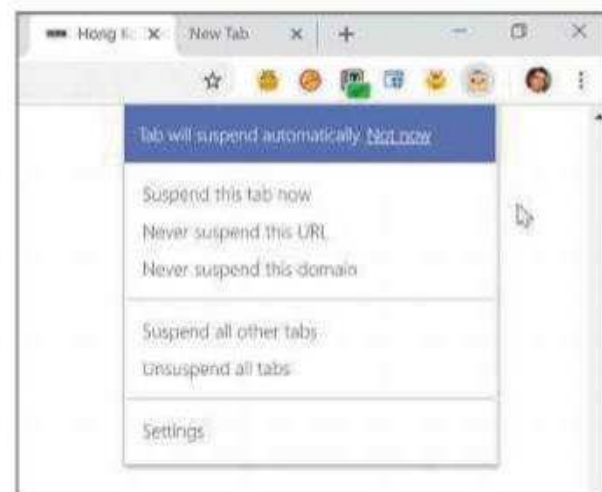 Hong
New Tab
Tab will suspend automatically Not now
Suspend this tab now
Never suspend this URL
Never suspend this domain
Suspend all other tabs
Unsuspend all tabs
Settings